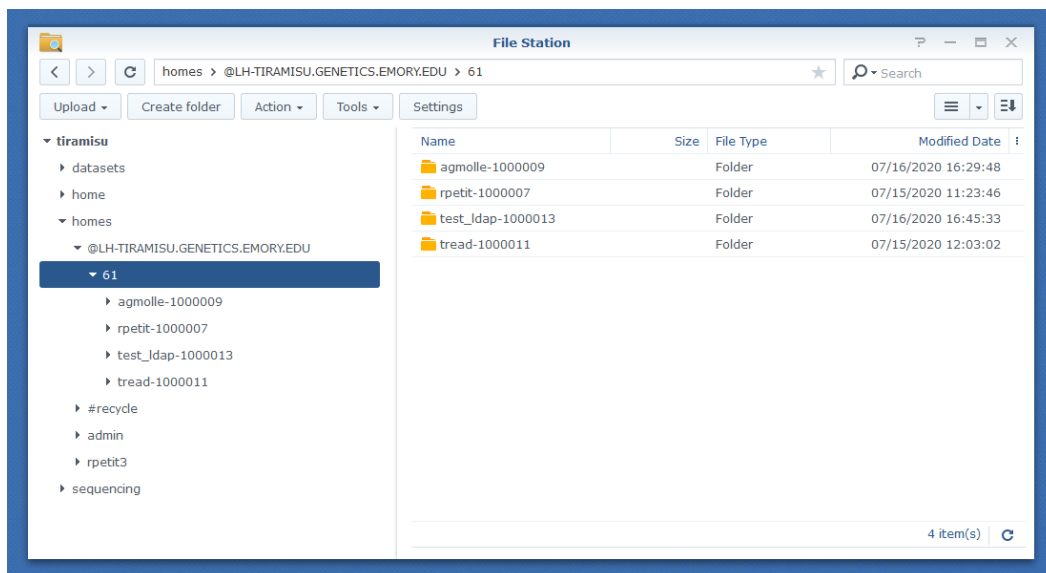 File Station
homes > @LH-TIRAMISU.GENETICS.EMORY.EDU > 61
Search
Upload Create folder Action Tools Settings
tiramisu
datasets
home
homes
@LH-TIRAMISU.GENETICS.EMORY.EDU
61
agmolle-1000009
rpetit-1000007
test_ldap-1000013
tread-1000011
#recycle
admin
rpetit3
sequencing
Name Size File Type Modified Date
agmolle-1000009 Folder 07/16/2020 16:29:48
rpetit-1000007 Folder 07/15/2020 11:23:46
test_ldap-1000013 Folder 07/16/2020 16:45:33
tread-1000011 Folder 07/15/2020 12:03:02
4 item(s)